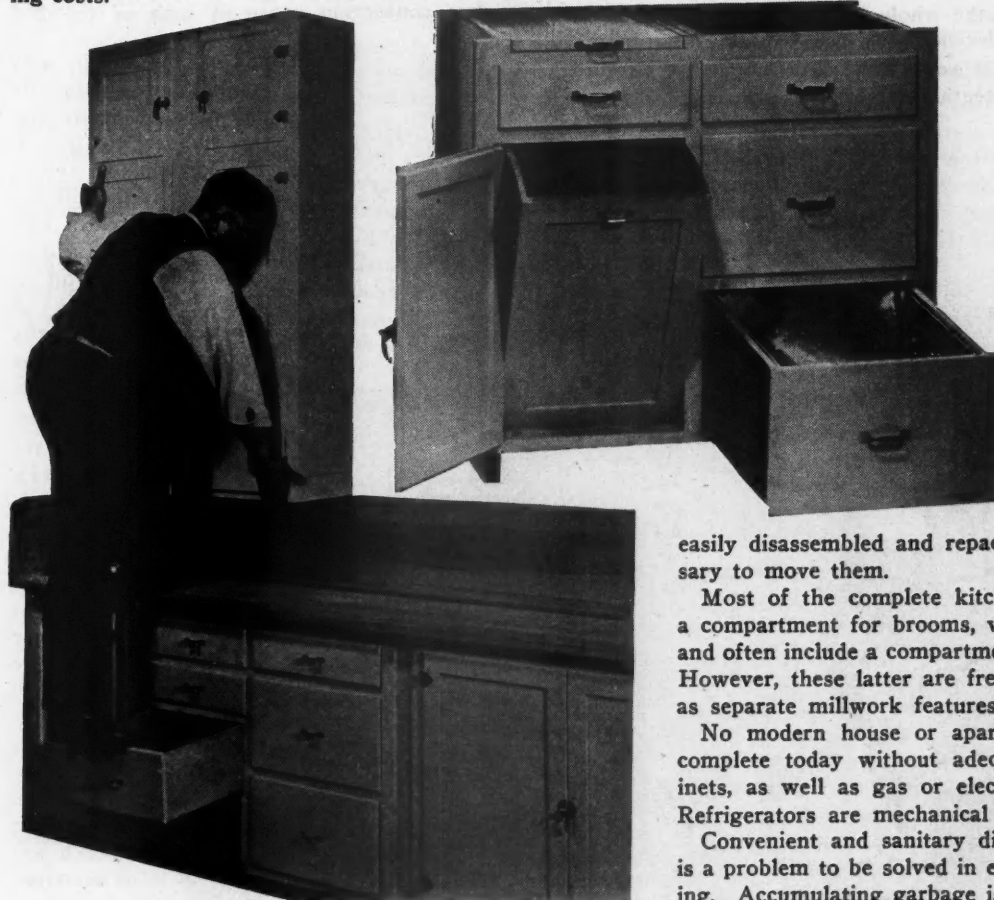 ing costs.
easily disassembled and repac
sary to move them.
Most of the complete kitc
a compartment for brooms, v
and often include a compartme
However, these latter are fre
as separate millwork features
No modern house or apar
complete today without adec
inets, as well as gas or elec
Refrigerators are mechanical
Convenient and sanitary di
is a problem to be solved in e
ing. Accumulating garbage i